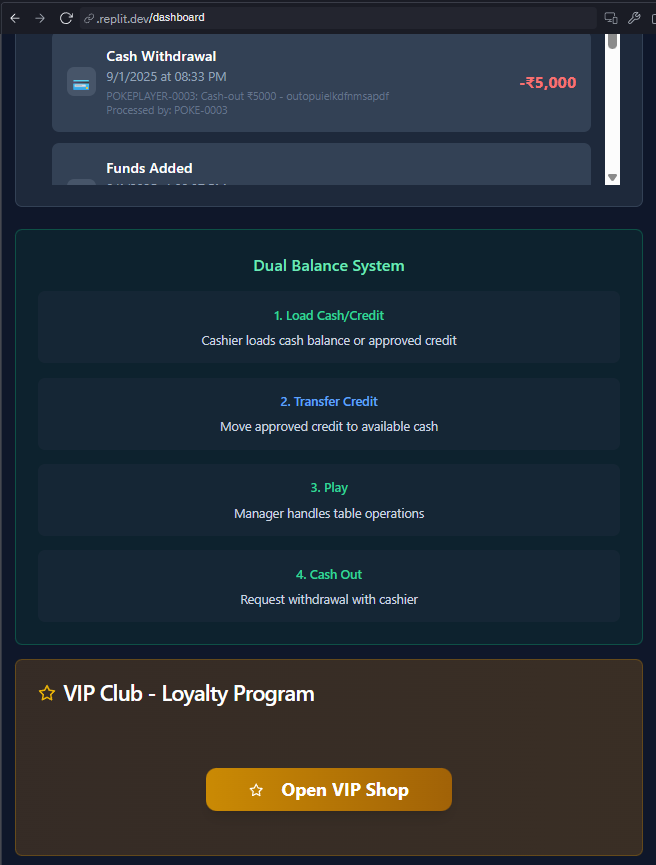 .replit.dev/dashboard
Cash Withdrawal
9/1/2025 at 08:33 PM
-₹5,000
POKEPLAYER-0003: Cash-out ₹5000 - outopuielkdfnmsapdf
Processed by: POKE-0003
Funds Added
Dual Balance System
1. Load Cash/Credit
Cashier loads cash balance or approved credit
2. Transfer Credit
Move approved credit to available cash
3. Play
Manager handles table operations
4. Cash Out
Request withdrawal with cashier
VIP Club - Loyalty Program
Open VIP Shop